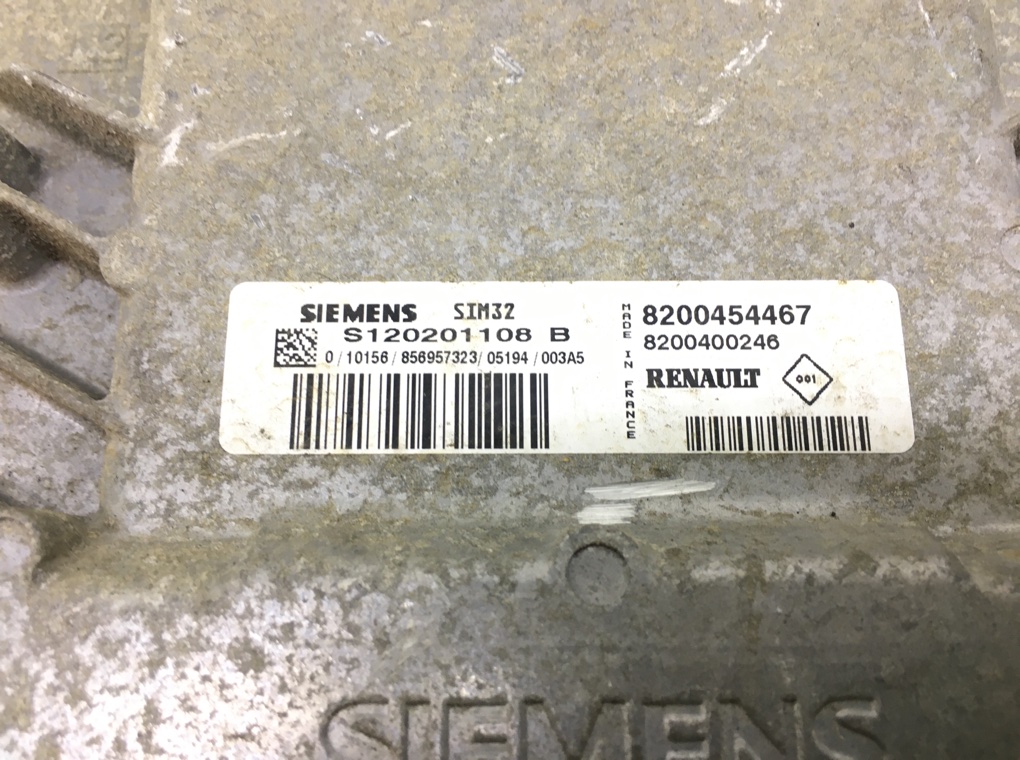 SIEMENS SIM32
S120201108 B
0/10156/856957323/05194/003A5
MADE IN FRANCE
8200454467
8200400246
RENAULT 001
SIEMENS